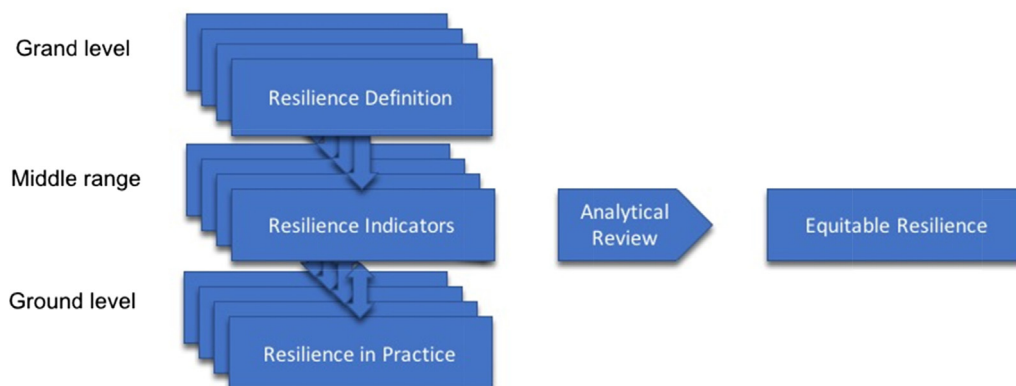 Grand level
Resilience Definition
Middle range
Resilience Indicators
Analytical
Review
Equitable Resilience
Ground level
Resilience in Practice